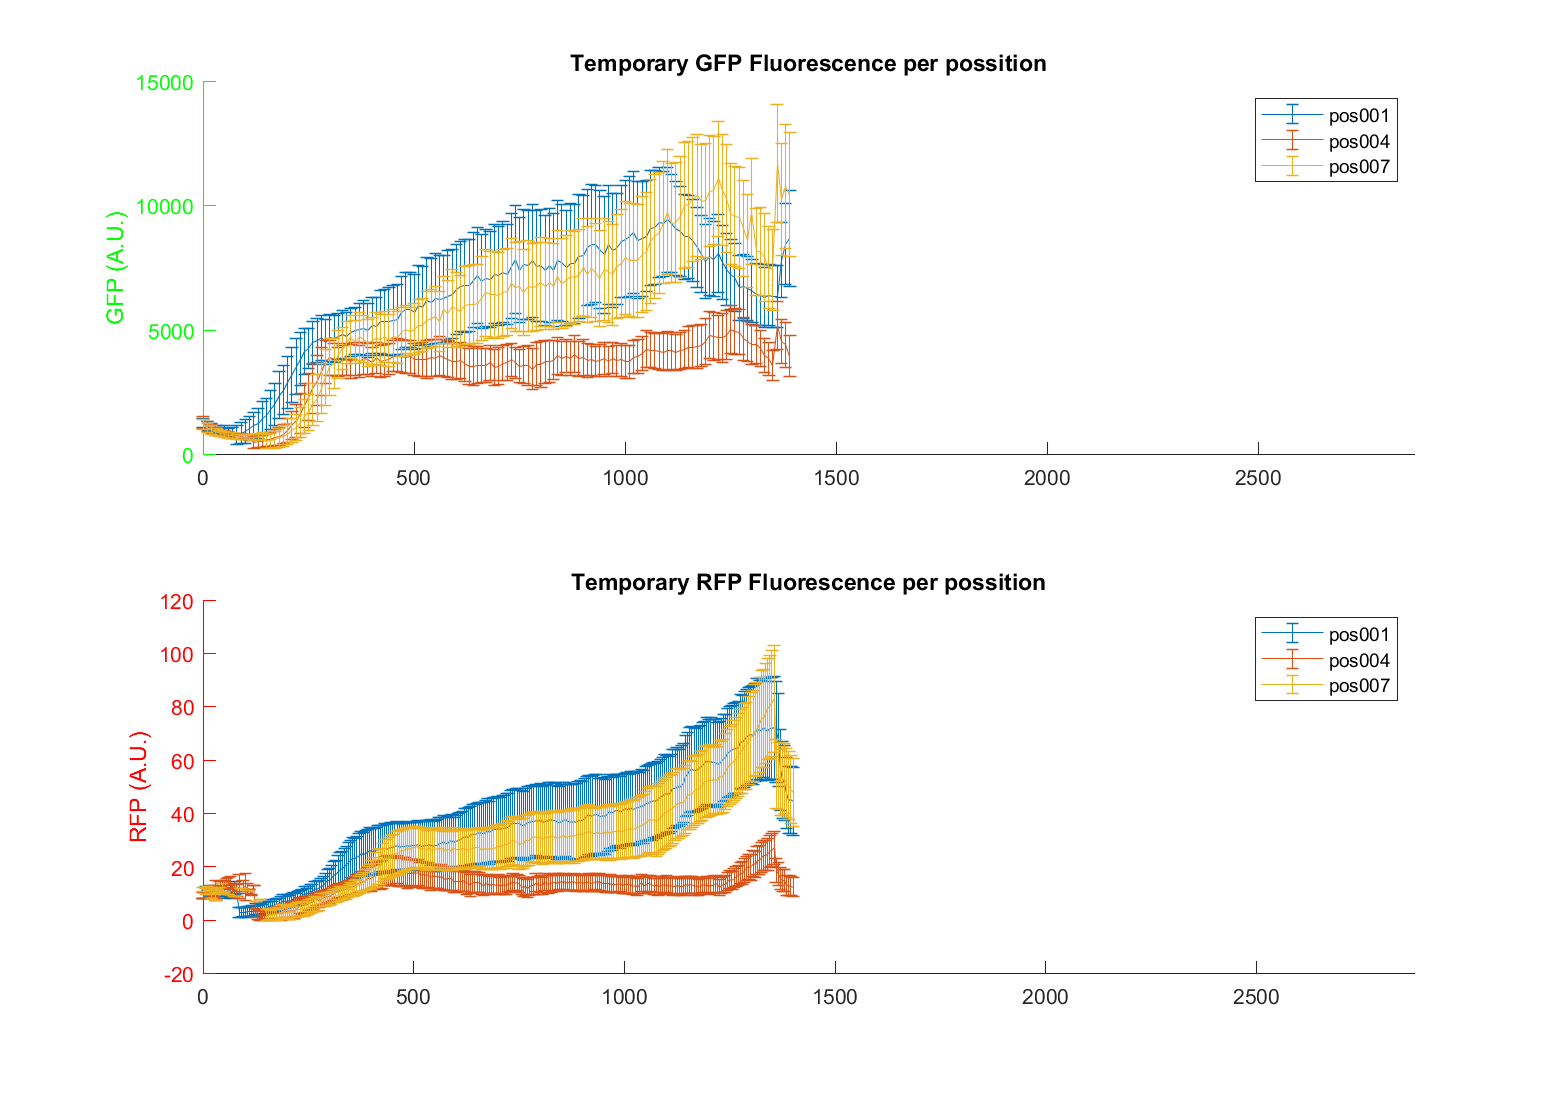 Temporary GFP Fluorescence per possition
15000
10000
5000
0
GFP (A.U.)
0 500 1000 1500 2000 2500
pos001
pos004
pos007
Temporary RFP Fluorescence per possition
120
100
80
60
40
20
0
-20
RFP (A.U.)
0 500 1000 1500 2000 2500
pos001
pos004
pos007